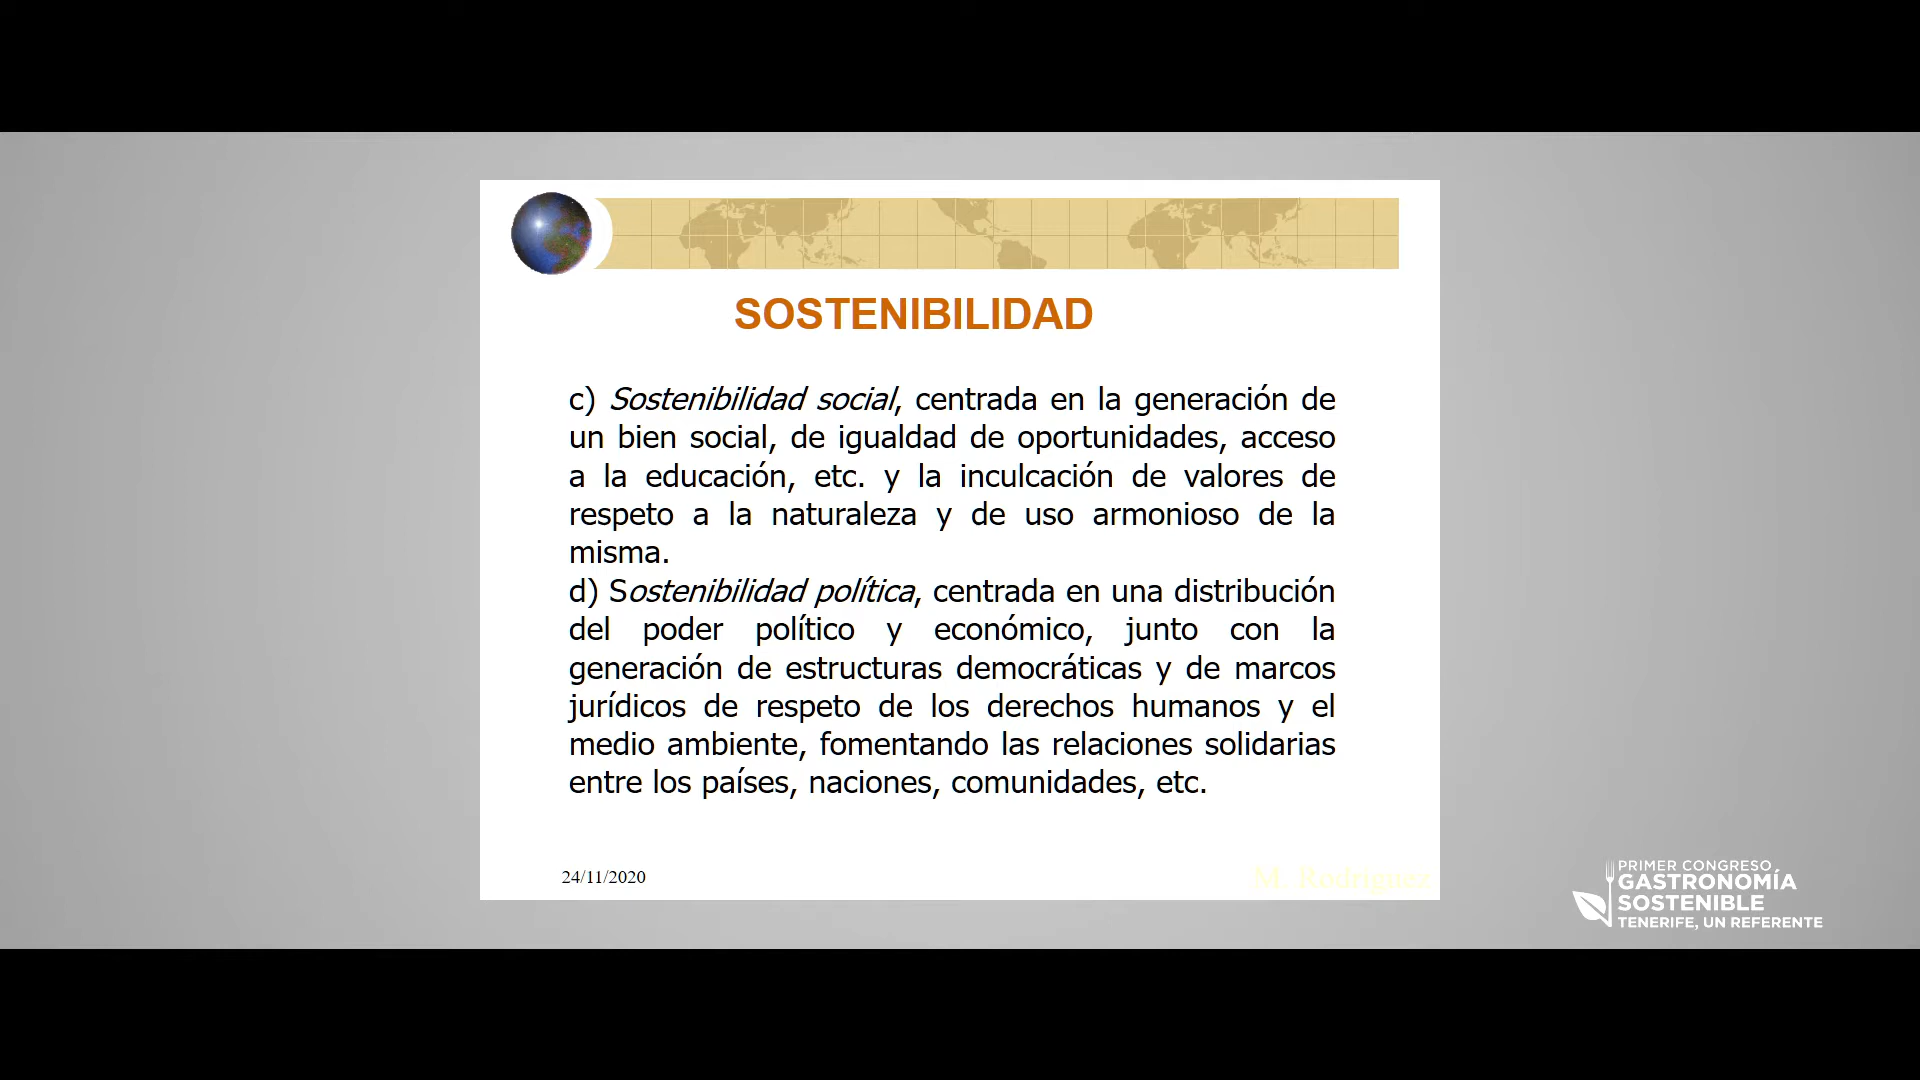 SOSTENIBILIDAD
c) Sostenibilidad social, centrada en la generación de
un bien social, de igualdad de oportunidades, acceso
a la educación, etc. y la inculcación de valores de
respeto a la naturaleza y de uso armonioso de la
misma.
d) Sostenibilidad política, centrada en una distribución
del poder político y económico, junto con la
generación de estructuras democráticas y de marcos
jurídicos de respeto de los derechos humanos y el
medio ambiente, fomentando las relaciones solidarias
entre los países, naciones, comunidades, etc.
24/11/2020
M. Rodríguez
PRIMER CONGRESO
GASTRONOMÍA
SOSTENIBLE
TENERIFE, UN REFERENTE